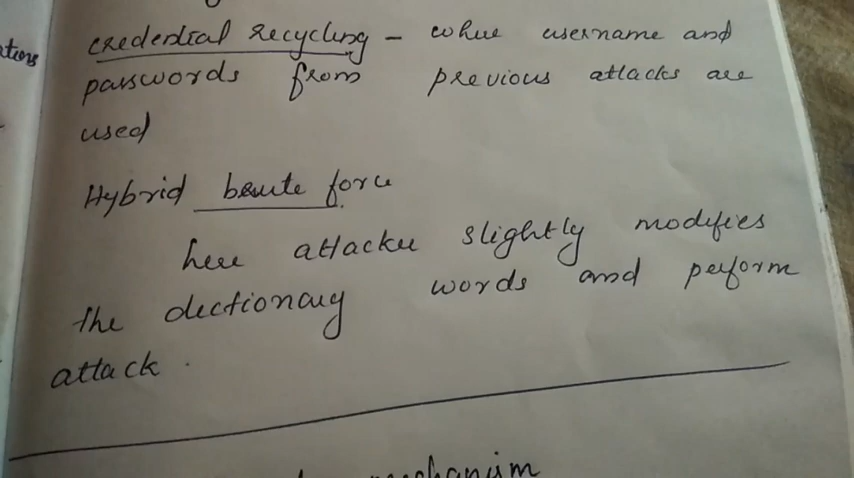 credential recycling - where username and
passwords from previous attacks are
used
Hybrid brute force
here attacker slightly modifies
the dictionary words and perform
attack.
mechanism